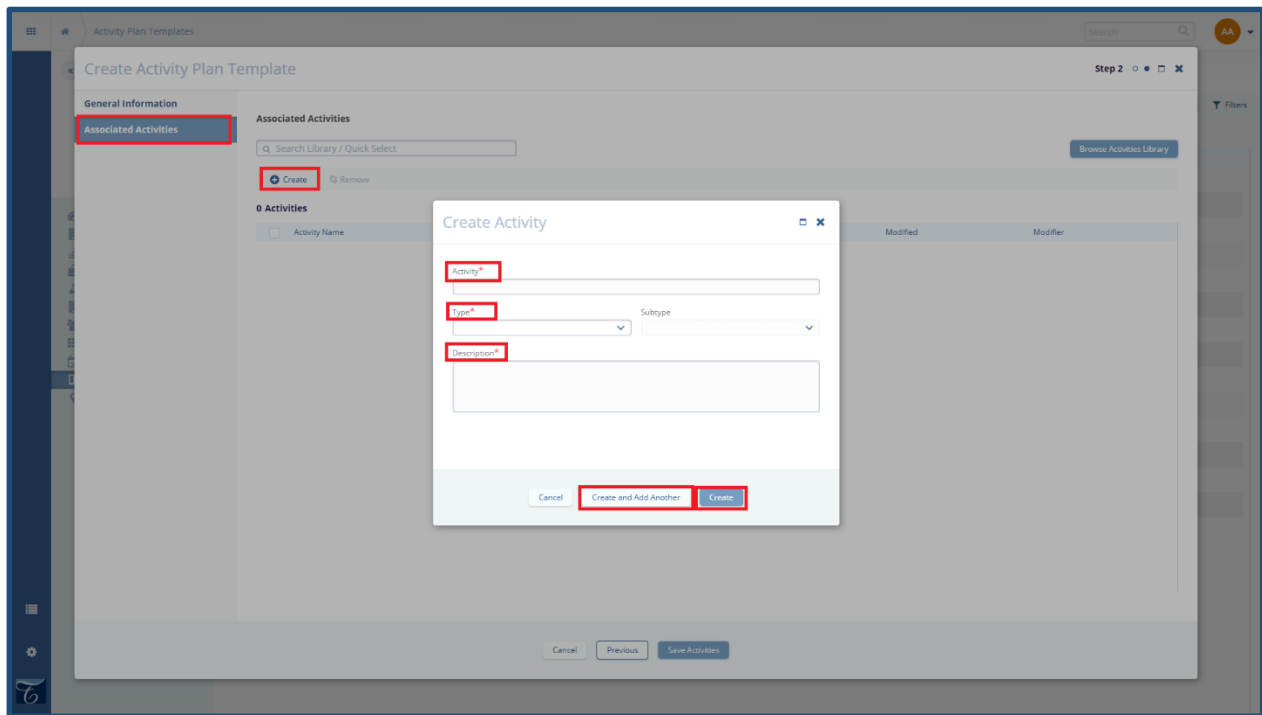 Activity Plan Templates
Search
AA
Create Activity Plan Template
Step 2
General Information
Filters
Associated Activities
Associated Activities
Search Library / Quick Select
Browse Activities Library
Create
Remove
0 Activities
Activity Name
Modified
Modifier
Create Activity
Activity*
Type*
Subtype
Description*
Cancel
Create and Add Another
Create
Cancel
Previous
Save Activities